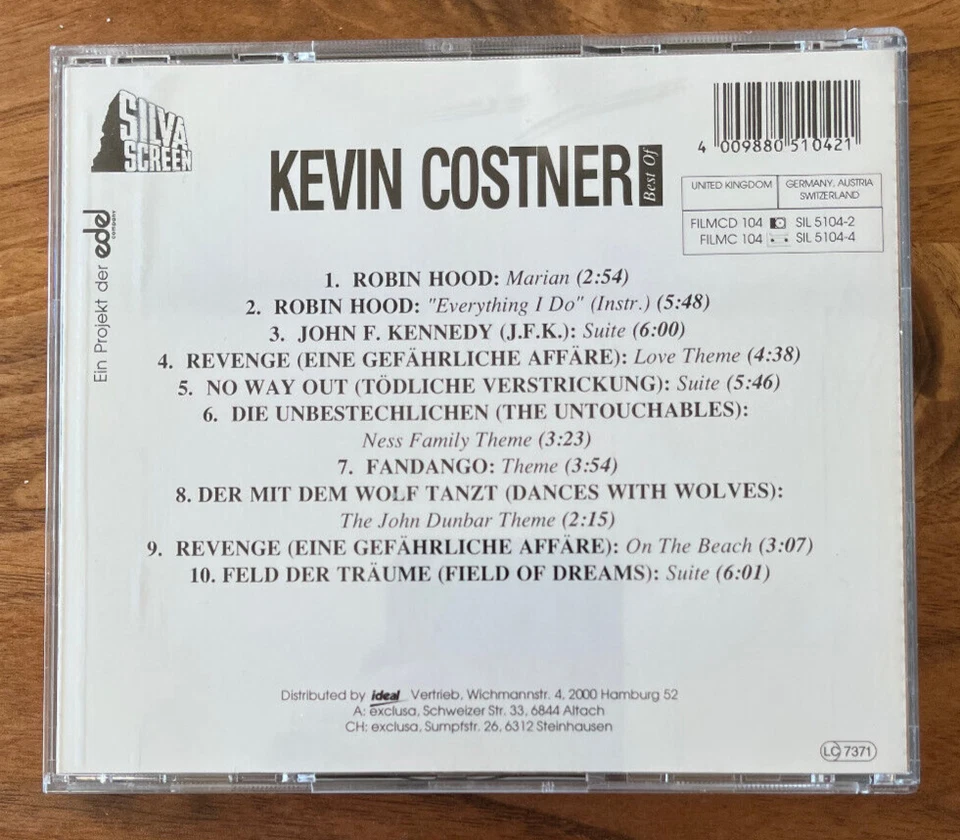 SILVA
SCREEN
KEVIN COSTNER Best Of
4 009880 510421
UNITED KINGDOM
GERMANY, AUSTRIA
SWITZERLAND
FILMCD 104 SIL 5104-2
FILMC 104 SIL 5104-4
Ein Projekt der edel
company
1. ROBIN HOOD: Marian (2:54)
2. ROBIN HOOD: "Everything I Do" (Instr.) (5:48)
3. JOHN F. KENNEDY (J.F.K.): Suite (6:00)
4. REVENGE (EINE GEFÄHRLICHE AFFÄRE): Love Theme (4:38)
5. NO WAY OUT (TÖDLICHE VERSTRICKUNG): Suite (5:46)
6. DIE UNBESTECHLICHEN (THE UNTOUCHABLES):
Ness Family Theme (3:23)
7. FANDANGO: Theme (3:54)
8. DER MIT DEM WOLF TANZT (DANCES WITH WOLVES):
The John Dunbar Theme (2:15)
9. REVENGE (EINE GEFÄHRLICHE AFFÄRE): On The Beach (3:07)
10. FELD DER TRÄUME (FIELD OF DREAMS): Suite (6:01)
Distributed by ideal Vertrieb, Wichmannstr. 4, 2000 Hamburg 52
A: exclusa, Schweizer Str. 33, 6844 Altach
CH: exclusa, Sumpfstr. 26, 6312 Steinhausen
LC 7371